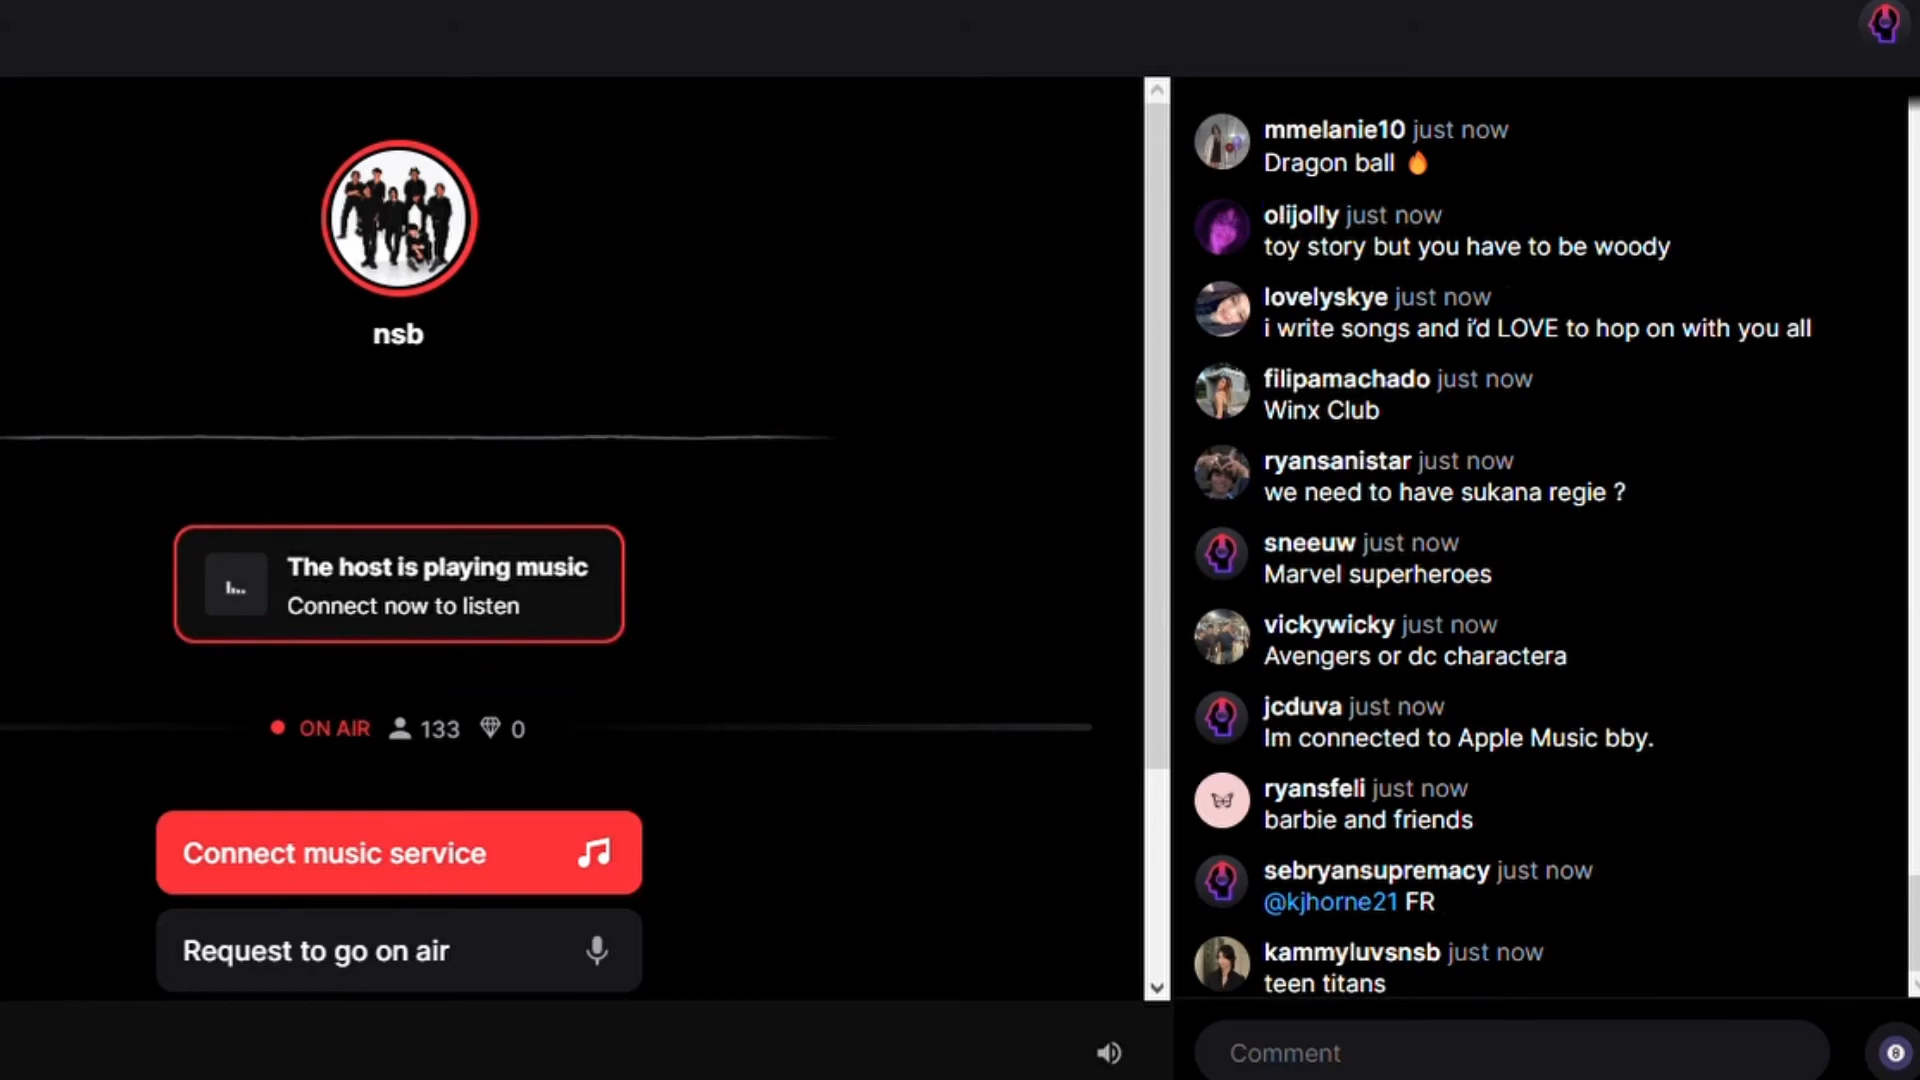 nsb
The host is playing music
Connect now to listen
ON AIR 133 0
Connect music service
Request to go on air
mmelanie10 just now
Dragon ball 🔥
olijolly just now
toy story but you have to be woody
lovelyskye just now
i write songs and i'd LOVE to hop on with you all
filipamachado just now
Winx Club
ryansanistar just now
we need to have sukana regie ?
sneeuw just now
Marvel superheroes
vickywicky just now
Avengers or dc charactera
jcduva just now
Im connected to Apple Music bby.
ryansfeli just now
barbie and friends
sebryansupremacy just now
@kjhorne21 FR
kammyluvsnsb just now
teen titans
Comment
8